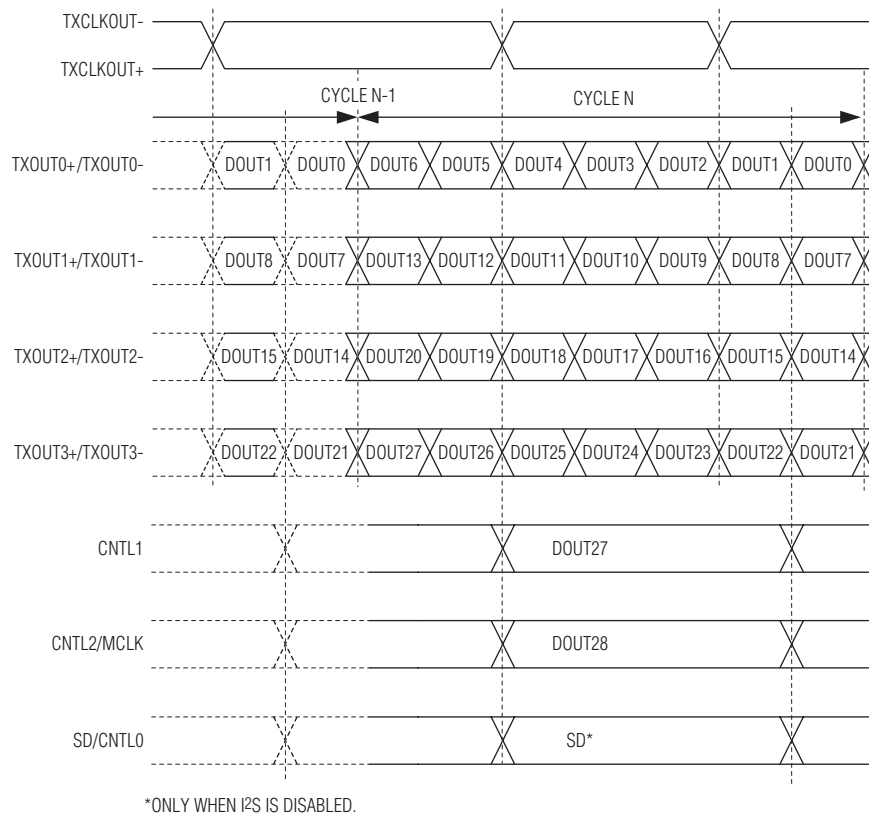 TXCLKOUT-
TXCLKOUT+
CYCLE N-1 CYCLE N
TXOUT0+/TXOUT0- DOUT1 DOUT0 DOUT6 DOUT5 DOUT4 DOUT3 DOUT2 DOUT1 DOUT0
TXOUT1+/TXOUT1- DOUT8 DOUT7 DOUT13 DOUT12 DOUT11 DOUT10 DOUT9 DOUT8 DOUT7
TXOUT2+/TXOUT2- DOUT15 DOUT14 DOUT20 DOUT19 DOUT18 DOUT17 DOUT16 DOUT15 DOUT14
TXOUT3+/TXOUT3- DOUT22 DOUT21 DOUT27 DOUT26 DOUT25 DOUT24 DOUT23 DOUT22 DOUT21
CNTL1 DOUT27
CNTL2/MCLK DOUT28
SD/CNTL0 SD*
*ONLY WHEN I2S IS DISABLED.